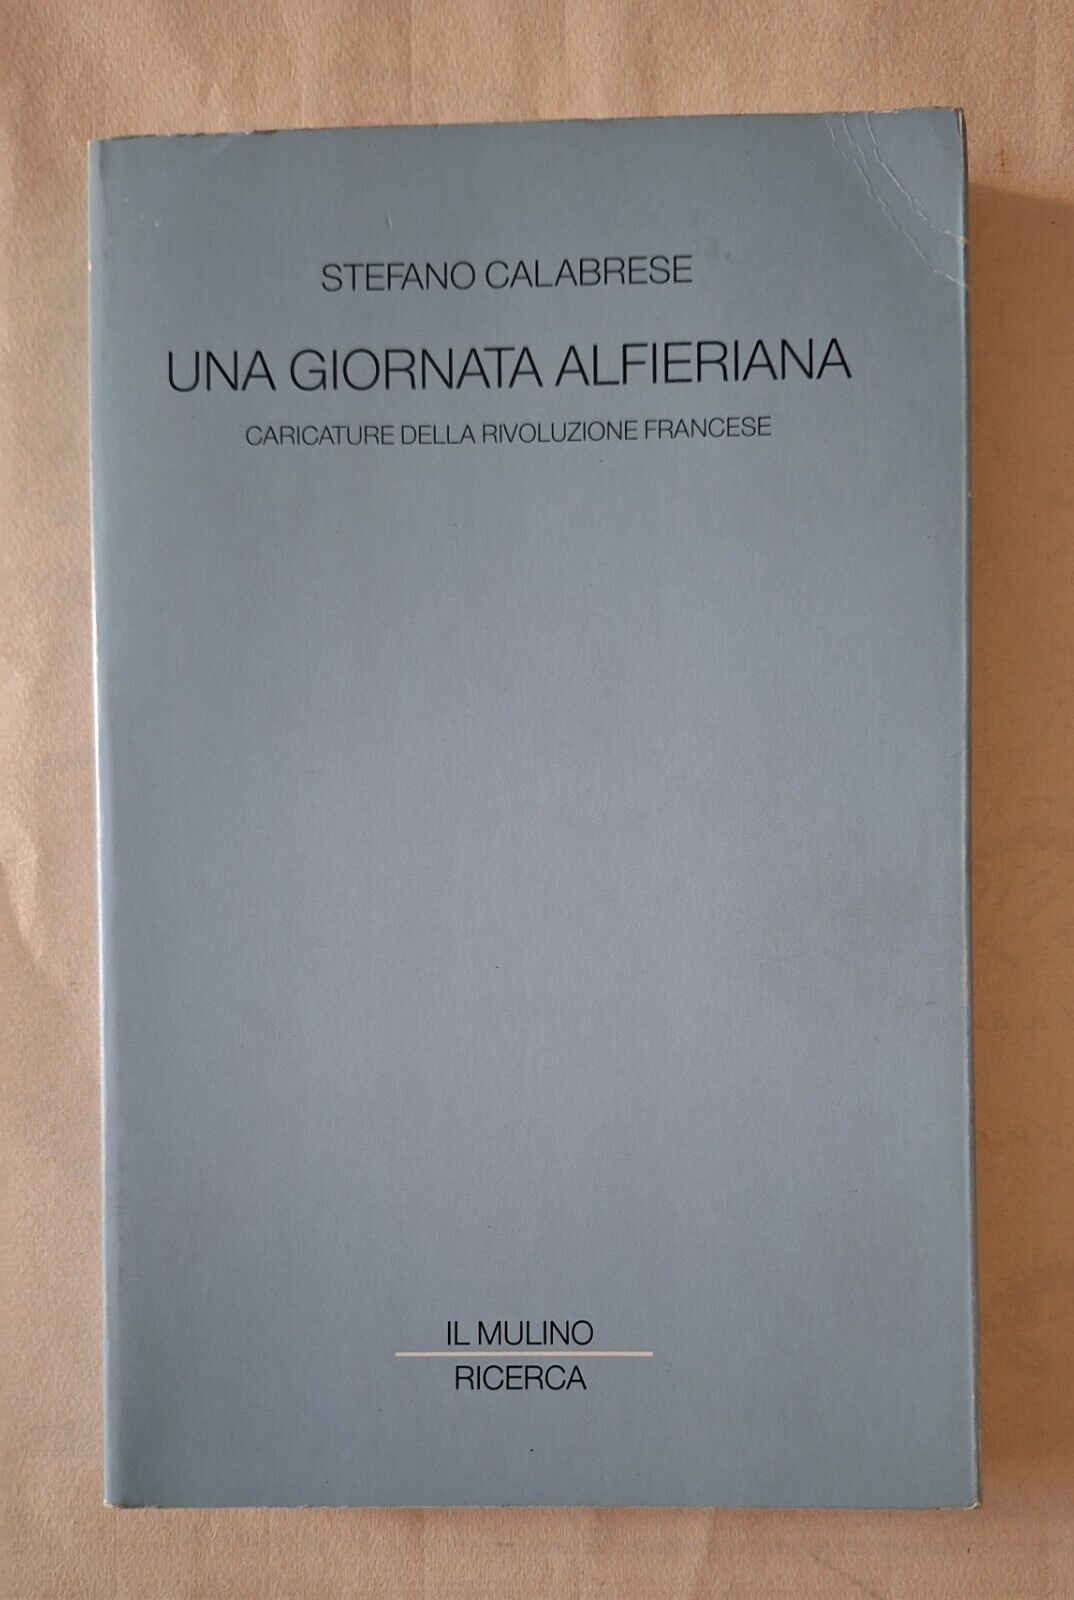 STEFANO CALABRESE
UNA GIORNATA ALFIERIANA
CARICATURE DELLA RIVOLUZIONE FRANCESE
IL MULINO
RICERCA